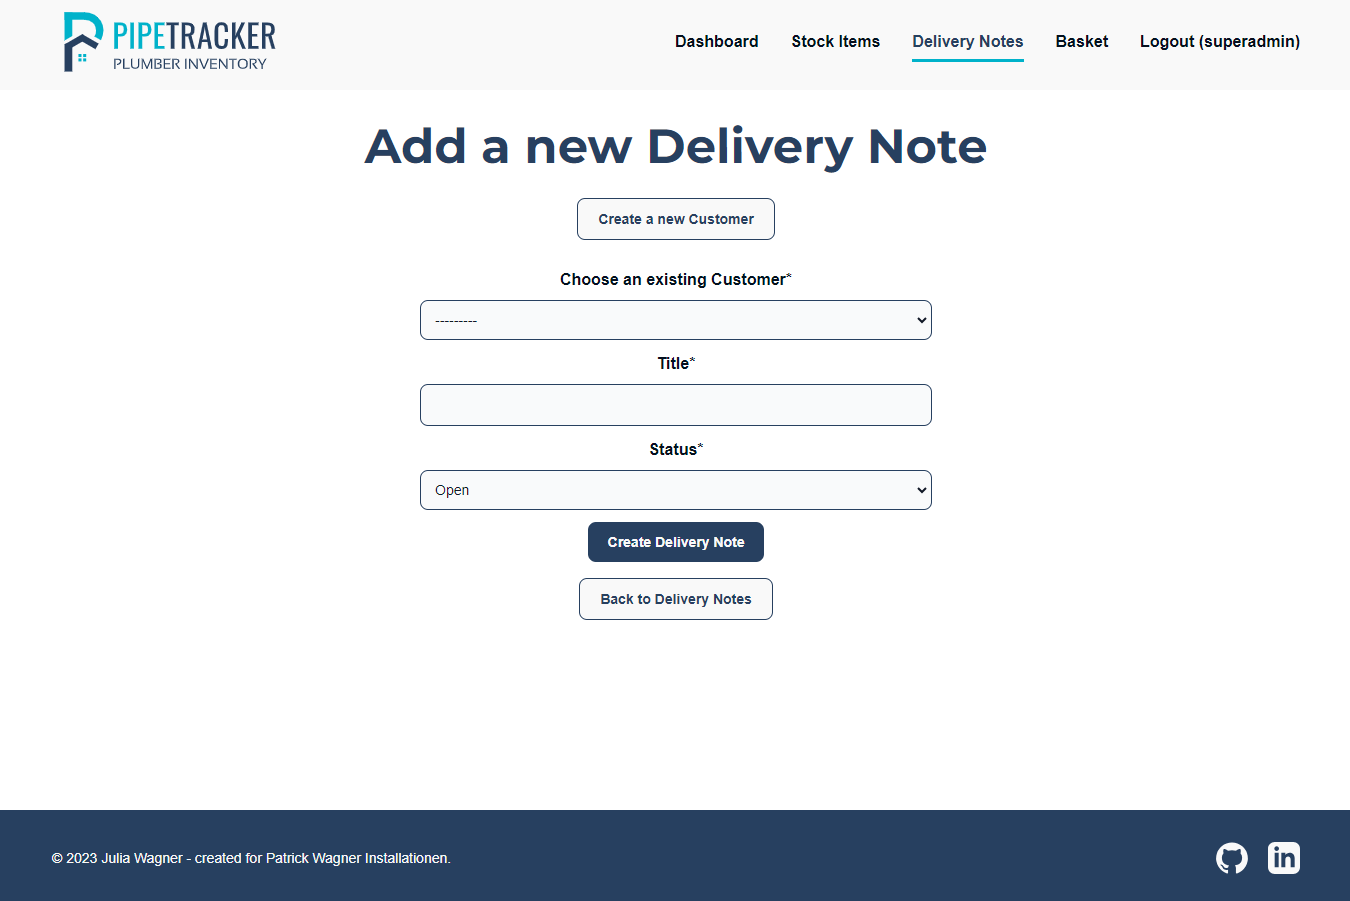 PIPETRACKER
PLUMBER INVENTORY
Dashboard
Stock Items
Delivery Notes
Basket
Logout (superadmin)
Add a new Delivery Note
Create a new Customer
Choose an existing Customer*
---------
Title*
Status*
Open
Create Delivery Note
Back to Delivery Notes
© 2023 Julia Wagner - created for Patrick Wagner Installationen.
in